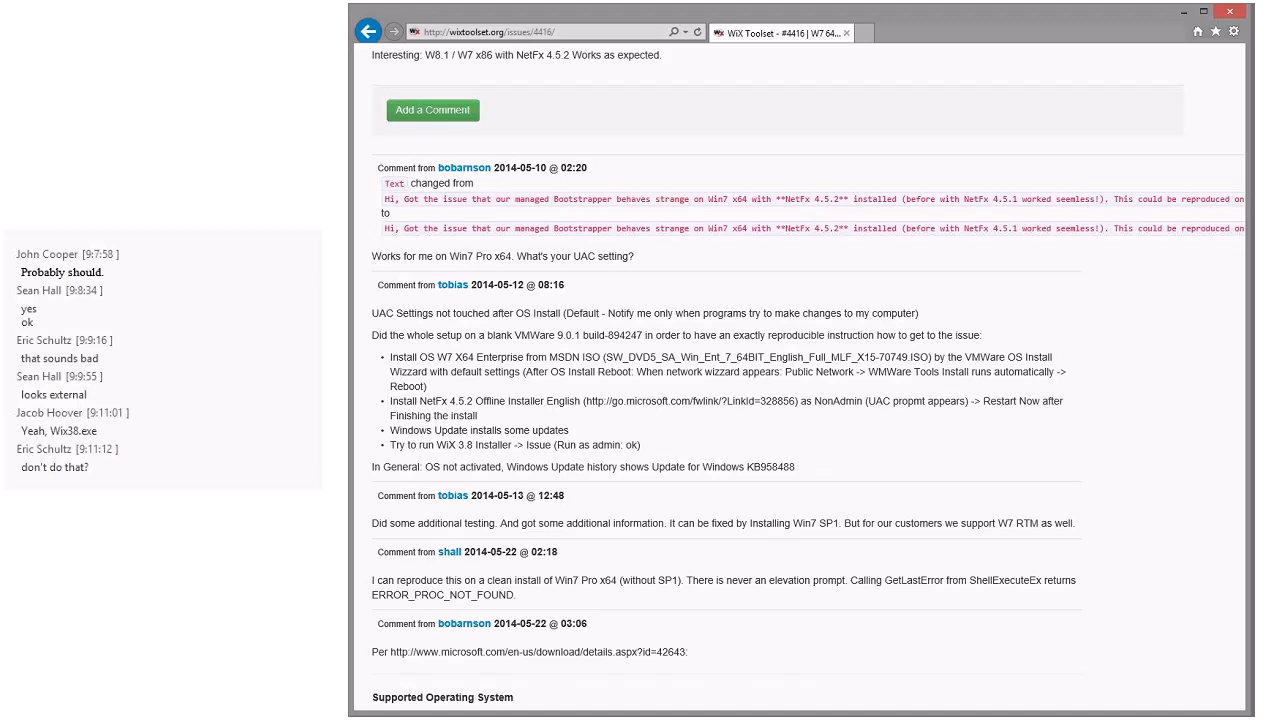 John Cooper [9:7:58 ]
Probably should.
Sean Hall [9:8:34 ]
yes
ok
Eric Schultz [9:9:16 ]
that sounds bad
Sean Hall [9:9:55 ]
looks external
Jacob Hoover [9:11:01 ]
Yeah, Wix38.exe
Eric Schultz [9:11:12 ]
don't do that?
http://wixtoolset.org/issues/4416/
WiX Toolset - #4416 | W7 64...
Interesting: W8.1 / W7 x86 with NetFx 4.5.2 Works as expected.
Add a Comment
Comment from bobarnson 2014-05-10 @ 02:20
Text changed from
Hi, Got the issue that our managed Bootstrapper behaves strange on Win7 x64 with **NetFx 4.5.2** installed (before with NetFx 4.5.1 worked seemless!). This could be reproduced on
to
Hi, Got the issue that our managed Bootstrapper behaves strange on Win7 x64 with **NetFx 4.5.2** installed (before with NetFx 4.5.1 worked seemless!). This could be reproduced on
Works for me on Win7 Pro x64. What's your UAC setting?
Comment from tobias 2014-05-12 @ 08:16
UAC Settings not touched after OS Install (Default - Notify me only when programs try to make changes to my computer)
Did the whole setup on a blank VMWare 9.0.1 build-894247 in order to have an exactly reproducible instruction how to get to the issue:
• Install OS W7 X64 Enterprise from MSDN ISO (SW_DVD5_SA_Win_Ent_7_64BIT_English_Full_MLF_X15-70749.ISO) by the VMWare OS Install
Wizzard with default settings (After OS Install Reboot: When network wizzard appears: Public Network -> WMWare Tools Install runs automatically ->
Reboot)
• Install NetFx 4.5.2 Offline Installer English (http://go.microsoft.com/fwlink/?LinkId=328856) as NonAdmin (UAC propmt appears) -> Restart Now after
Finishing the install
• Windows Update installs some updates
• Try to run WiX 3.8 Installer -> Issue (Run as admin: ok)
In General: OS not activated, Windows Update history shows Update for Windows KB958488
Comment from tobias 2014-05-13 @ 12:48
Did some additional testing. And got some additional information. It can be fixed by Installing Win7 SP1. But for our customers we support W7 RTM as well.
Comment from shall 2014-05-22 @ 02:18
I can reproduce this on a clean install of Win7 Pro x64 (without SP1). There is never an elevation prompt. Calling GetLastError from ShellExecuteEx returns
ERROR_PROC_NOT_FOUND.
Comment from bobarnson 2014-05-22 @ 03:06
Per http://www.microsoft.com/en-us/download/details.aspx?id=42643:
Supported Operating System